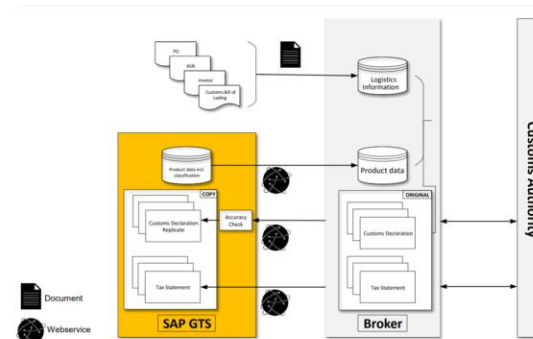 PO
ASN
Invoice
Customs Bill of
Lading
Logistics
Information
Product data incl.
classification
Product data
COPY
ORIGINAL
Customs Declaration
Replicate
Accuracy
Check
Customs Declaration
Tax Statement
Tax Statement
Document
Webservice
SAP GTS
Broker
Customs Authority